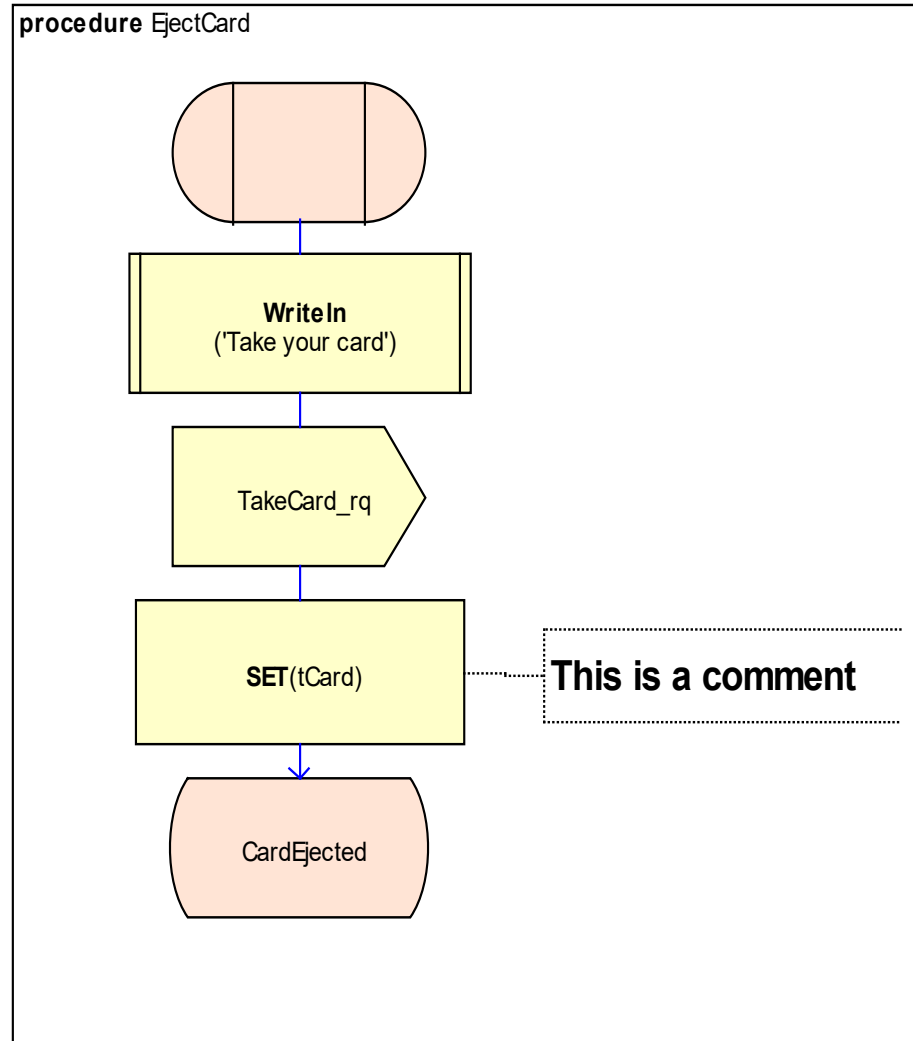 procedure EjectCard
Writeln
('Take your card')
TakeCard_rq
SET(tCard)
This is a comment
CardEjected